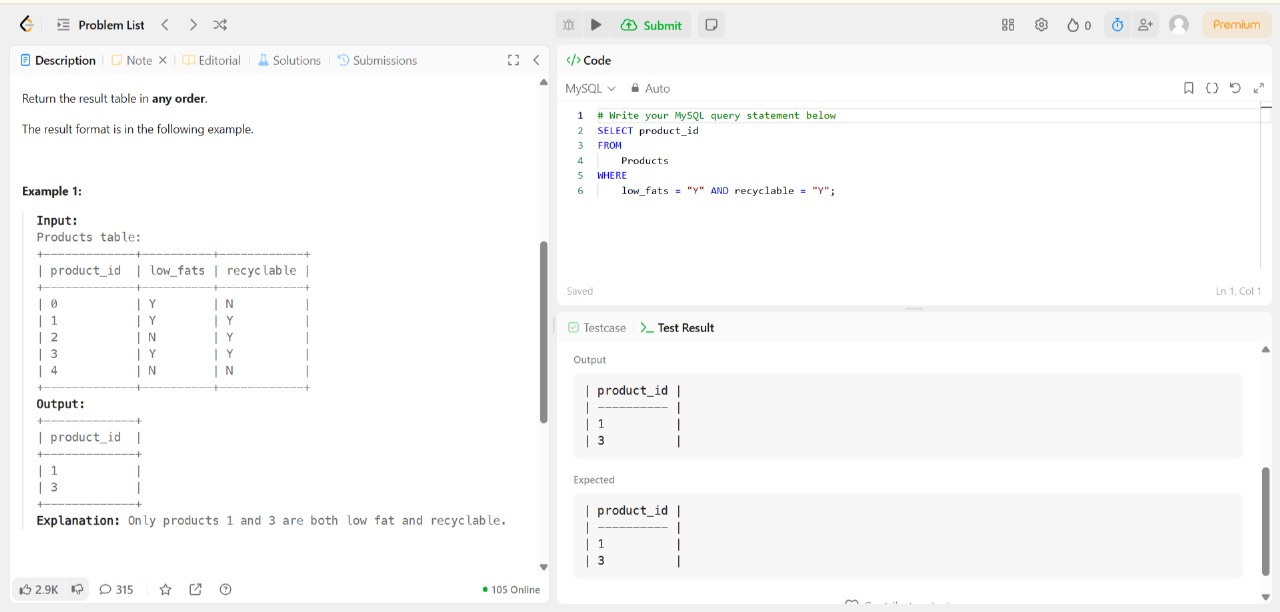 Problem List
Submit
0
Premium
Description
Note
Editorial
Solutions
Submissions
Return the result table in any order.
The result format is in the following example.
Example 1:
Input:
Products table:
+-------------+----------+------------+
| product_id  | low_fats | recyclable |
+-------------+----------+------------+
| 0           | Y        | N          |
| 1           | Y        | Y          |
| 2           | N        | Y          |
| 3           | Y        | Y          |
| 4           | N        | N          |
+-------------+----------+------------+
Output:
+-------------+
| product_id  |
+-------------+
| 1           |
| 3           |
+-------------+
Explanation: Only products 1 and 3 are both low fat and recyclable.
2.9K
315
105 Online
</> Code
MySQL
Auto
1 # Write your MySQL query statement below
2 SELECT product_id
3 FROM
4     Products
5 WHERE
6     low_fats = "Y" AND recyclable = "Y";
Saved
Ln 1, Col 1
Testcase
>_ Test Result
Output
| product_id |
| ---------- |
| 1          |
| 3          |
Expected
| product_id |
| ---------- |
| 1          |
| 3          |